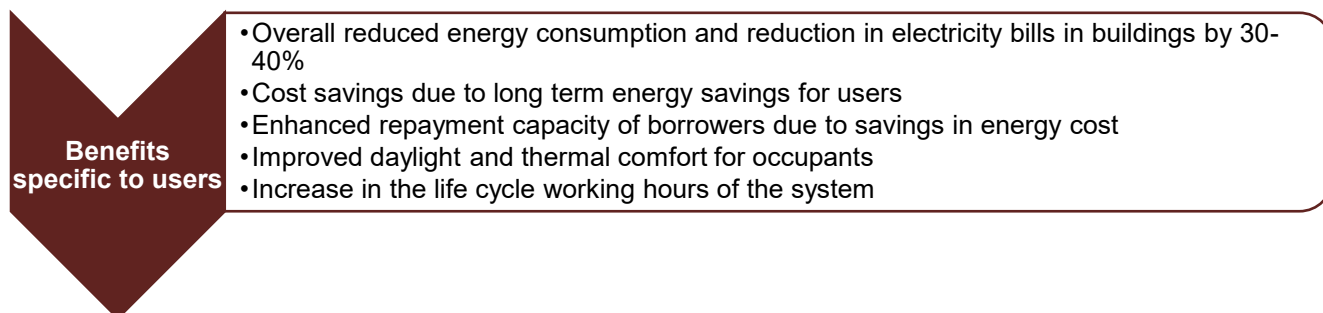 Benefits
specific to users
•Overall reduced energy consumption and reduction in electricity bills in buildings by 30-
40%
•Cost savings due to long term energy savings for users
•Enhanced repayment capacity of borrowers due to savings in energy cost
•Improved daylight and thermal comfort for occupants
•Increase in the life cycle working hours of the system